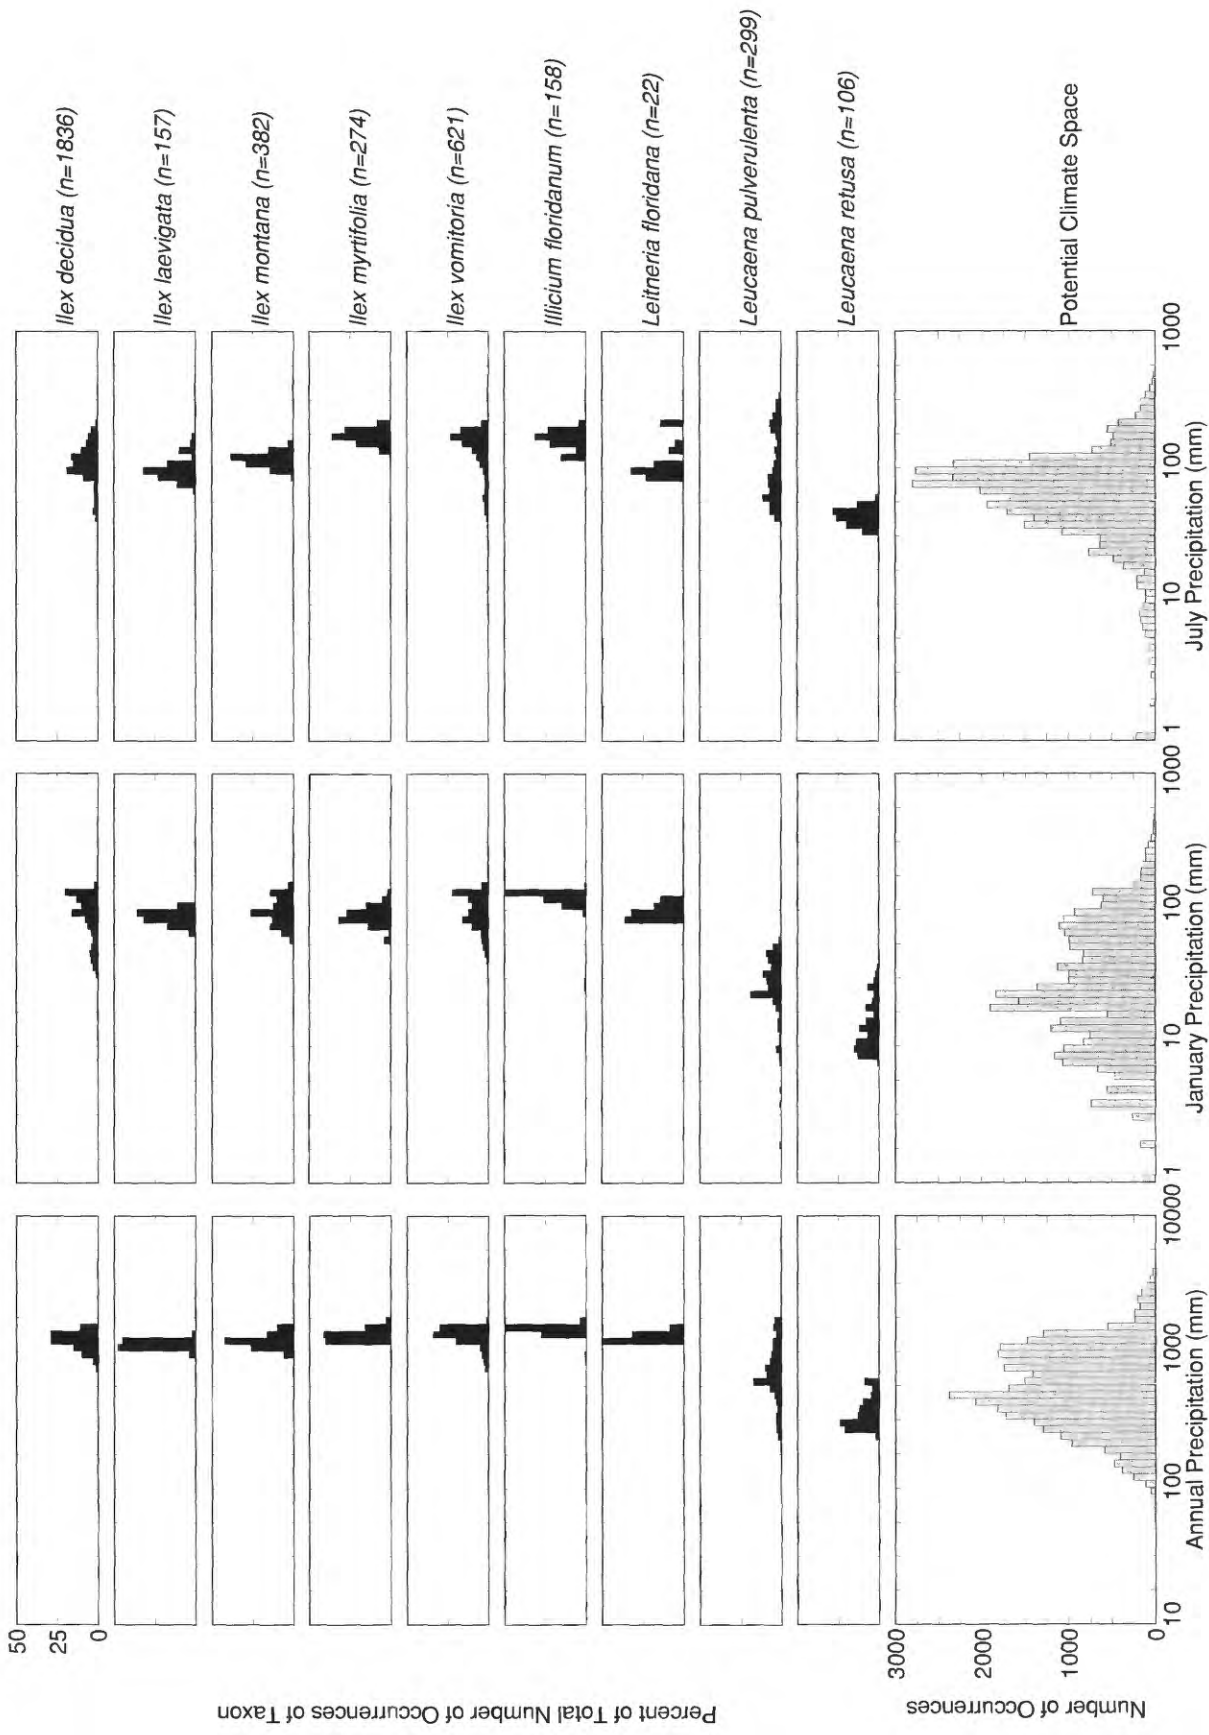 Percent of Total Number of Occurrences of Taxon
50
25
0
Ilex decidua (n=1836)
Ilex laevigata (n=157)
Ilex montana (n=382)
Ilex myrtifolia (n=274)
Ilex vomitoria (n=621)
Illicium floridanum (n=158)
Leitneria floridana (n=22)
Leucaena pulverulenta (n=299)
Leucaena retusa (n=106)
Number of Occurrences
3000
2000
1000
0
Potential Climate Space
10 100 1000 10000
Annual Precipitation (mm)
1 10 100 1000
January Precipitation (mm)
1 10 100 1000
July Precipitation (mm)